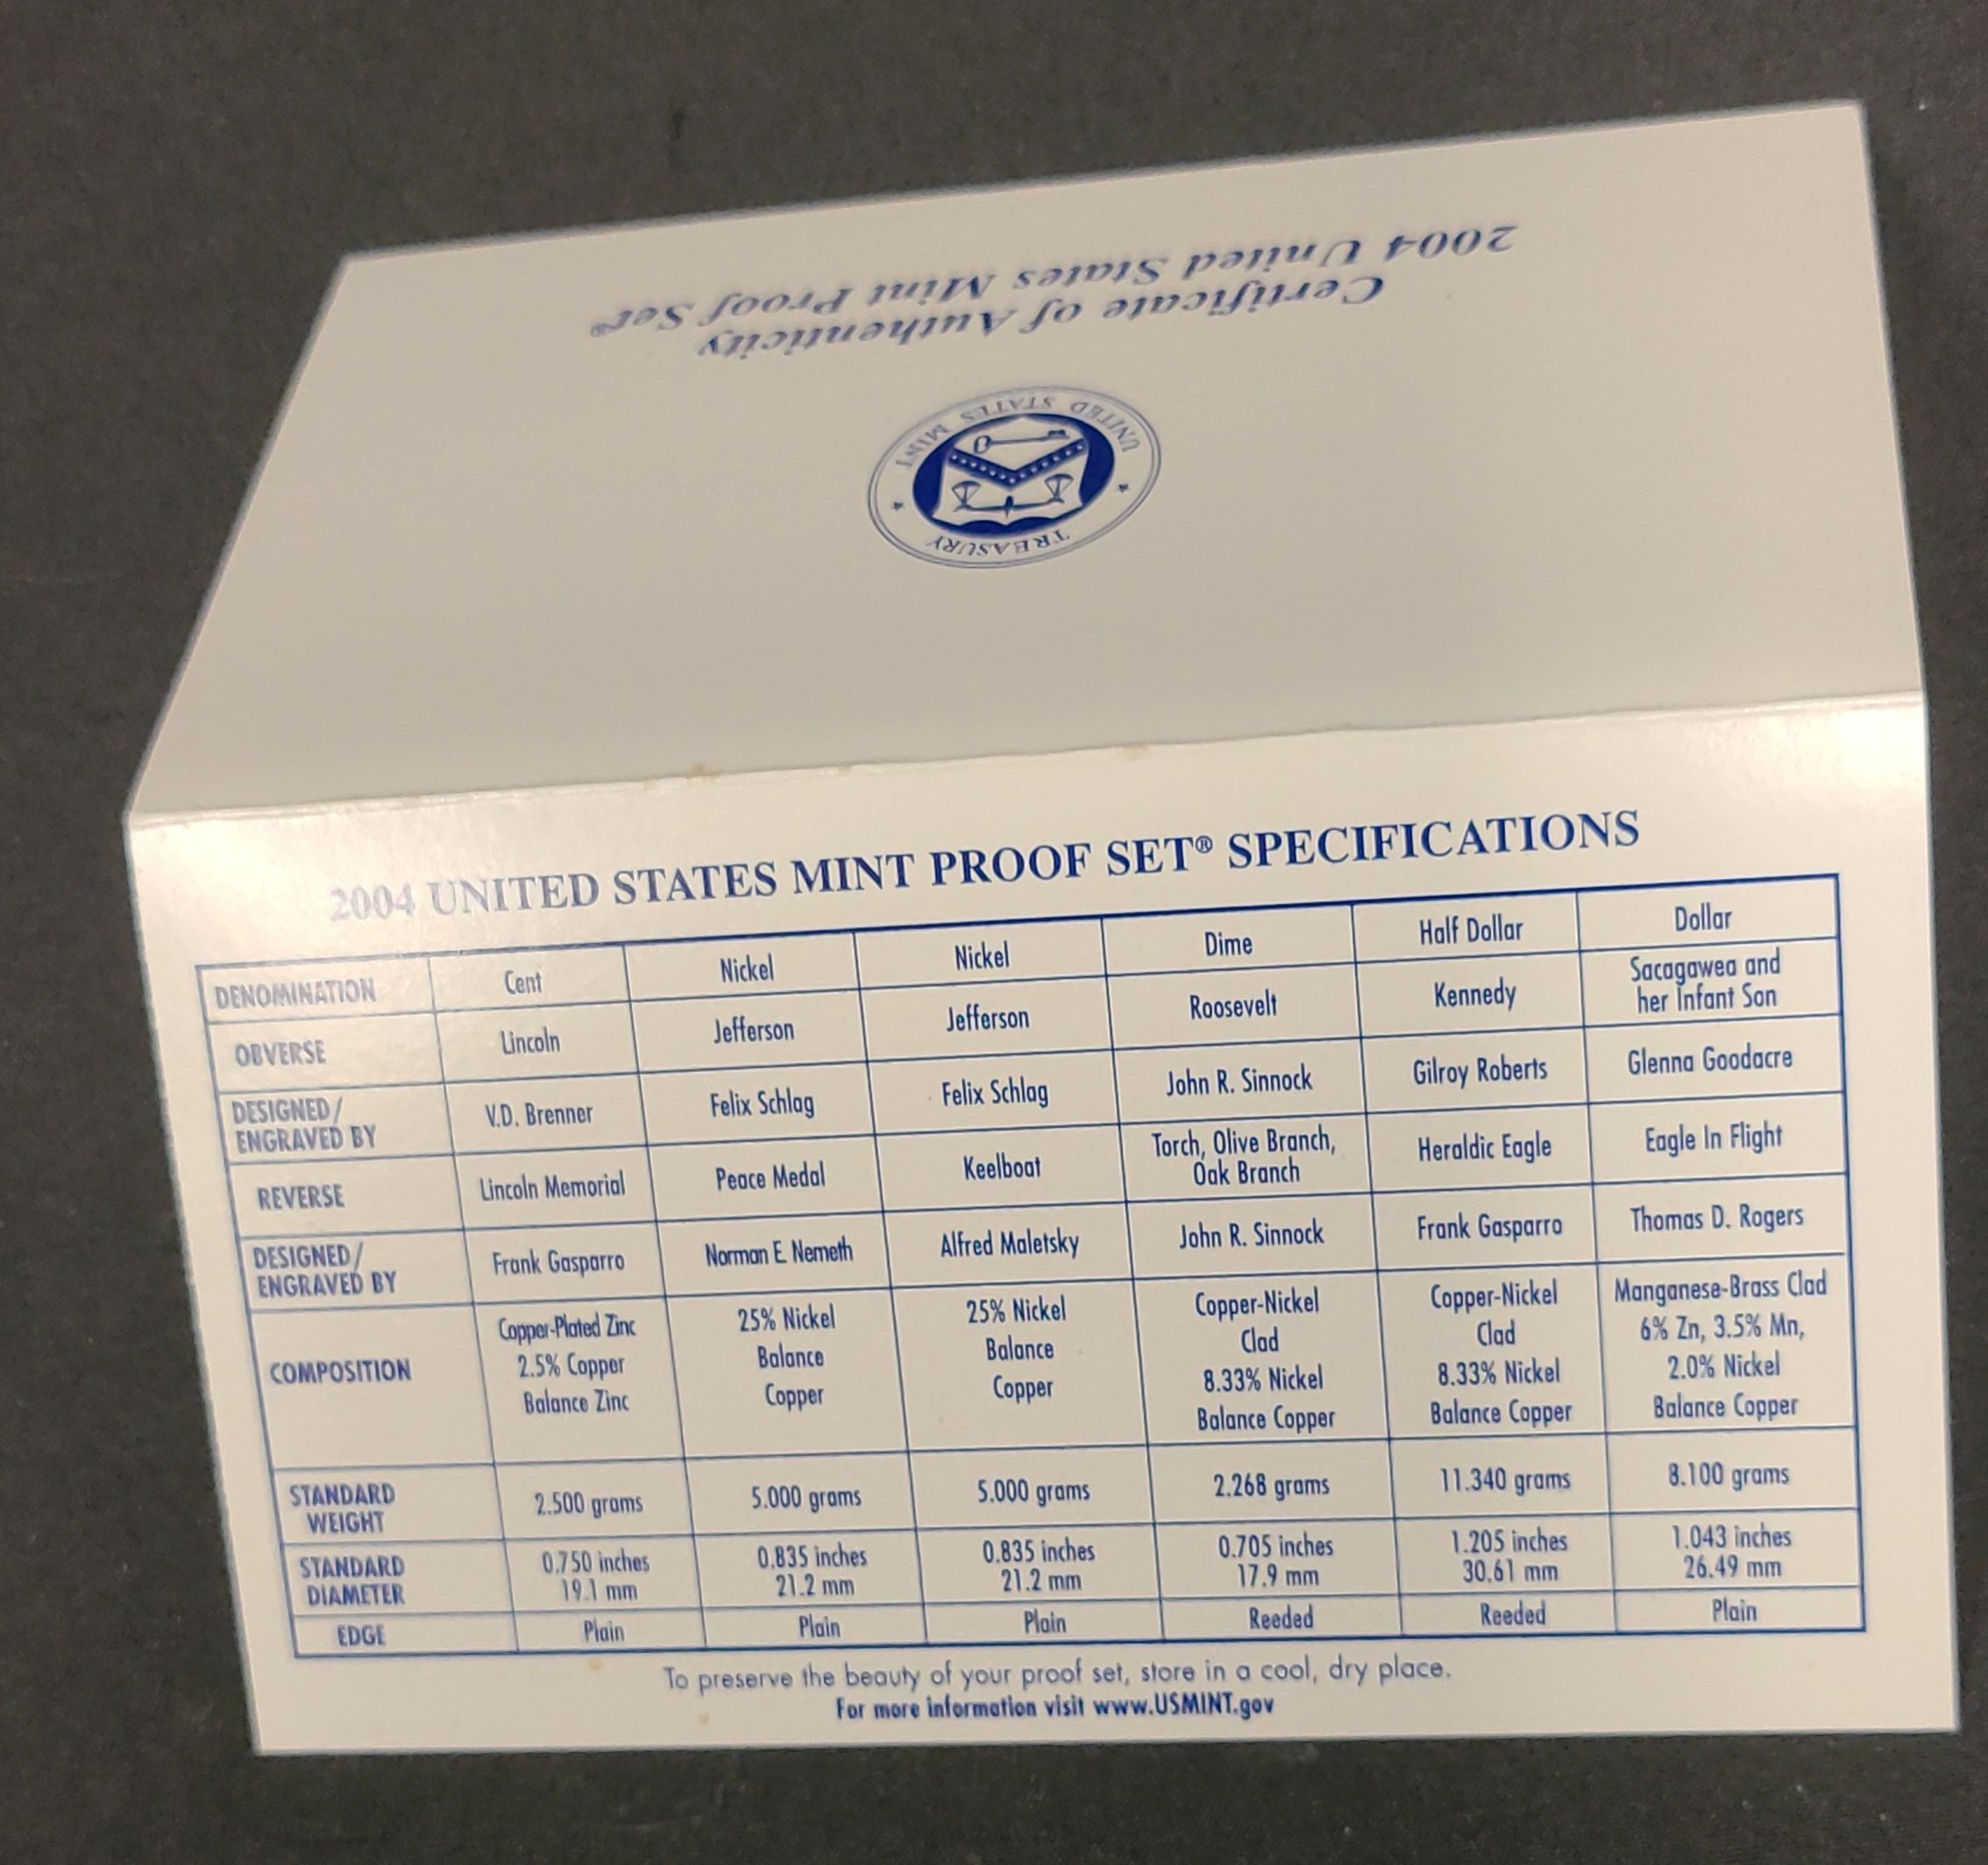 Certificate of Authenticity
2004 United States Mint Proof Set®
UNITED STATES MINT
TREASURY
2004 UNITED STATES MINT PROOF SET® SPECIFICATIONS
DENOMINATION Cent Nickel Nickel Dime Half Dollar Dollar
OBVERSE Lincoln Jefferson Jefferson Roosevelt Kennedy Sacagawea and
her Infant Son
DESIGNED/
ENGRAVED BY V.D. Brenner Felix Schlag Felix Schlag John R. Sinnock Gilroy Roberts Glenna Goodacre
REVERSE Lincoln Memorial Peace Medal Keelboat Torch, Olive Branch,
Oak Branch Heraldic Eagle Eagle In Flight
DESIGNED/
ENGRAVED BY Frank Gasparro Norman E. Nemeth Alfred Maletsky John R. Sinnock Frank Gasparro Thomas D. Rogers
COMPOSITION
Copper-Plated Zinc 25% Nickel 25% Nickel Copper-Nickel Copper-Nickel Manganese-Brass Clad
2.5% Copper Balance Balance Clad Clad 6% Zn, 3.5% Mn,
Balance Zinc Copper Copper 8.33% Nickel 8.33% Nickel 2.0% Nickel
Balance Copper Balance Copper Balance Copper
STANDARD
WEIGHT 2.500 grams 5.000 grams 5.000 grams 2.268 grams 11.340 grams 8.100 grams
STANDARD 0.750 inches 0.835 inches 0.835 inches 0.705 inches 1.205 inches 1.043 inches
DIAMETER 19.1 mm 21.2 mm 21.2 mm 17.9 mm 30.61 mm 26.49 mm
EDGE Plain Plain Plain Reeded Reeded Plain
To preserve the beauty of your proof set, store in a cool, dry place.
For more information visit www.USMINT.gov